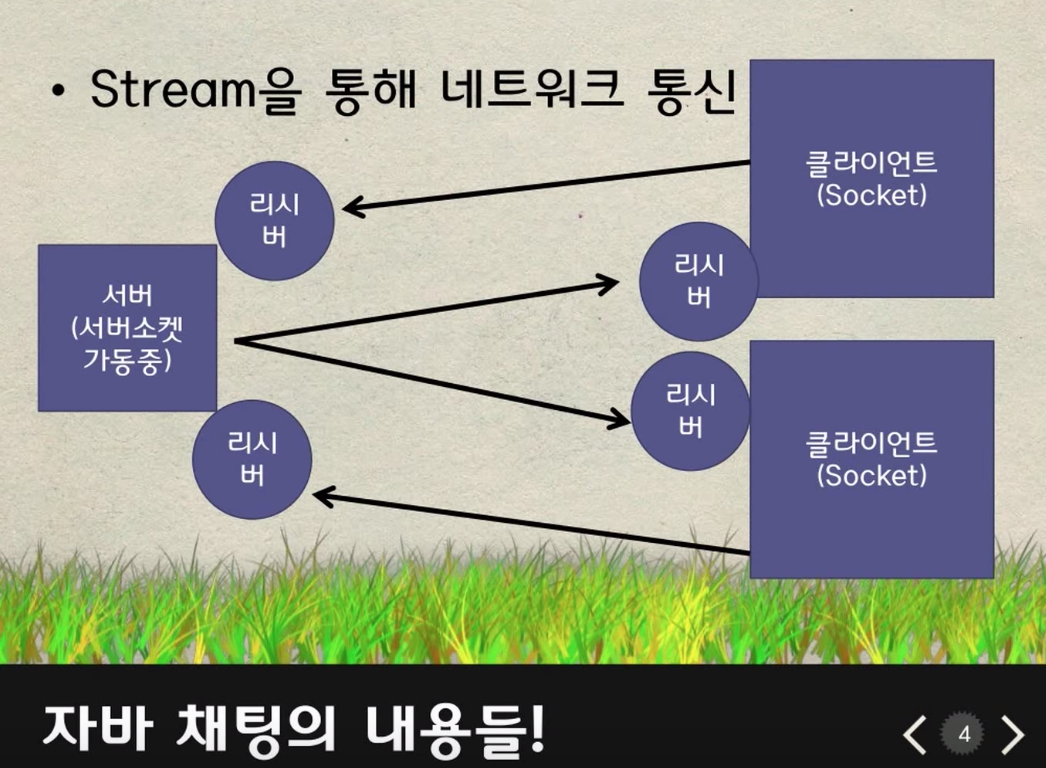 • Stream을 통해 네트워크 통신
클라이언트
(Socket)
리시
버
리시
버
서버
(서버소켓
가동중)
리시
버
리시
버
클라이언트
(Socket)
자바 채팅의 내용들!
4